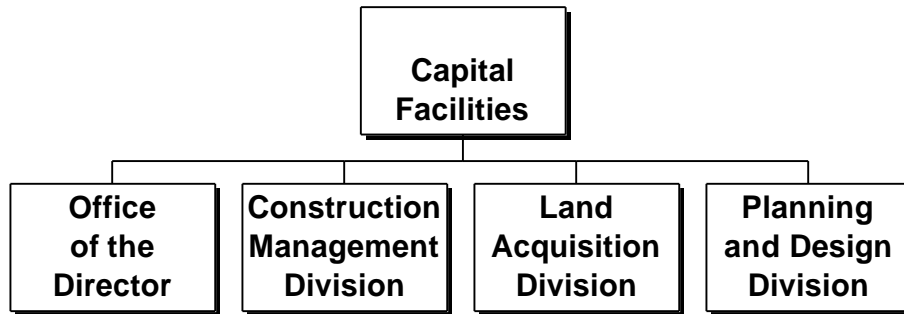 Capital
Facilities
Office
of the
Director
Construction
Management
Division
Land
Acquisition
Division
Planning
and Design
Division